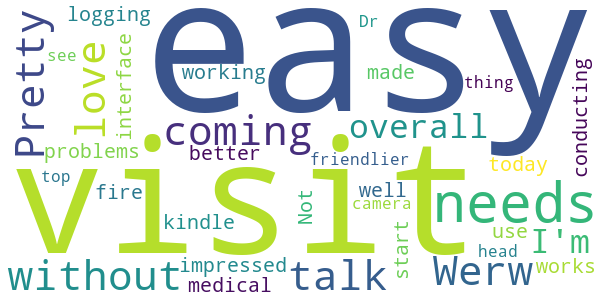 easy
visit
Pretty
logging
love
interface
see
working
Dr
made
thing
conducting
coming
overall
better
problems
friendlier
today
top
fire
kindle
Not
well
camera
needs
use
I'm
start
head
works
without
impressed
medical
talk
Werw